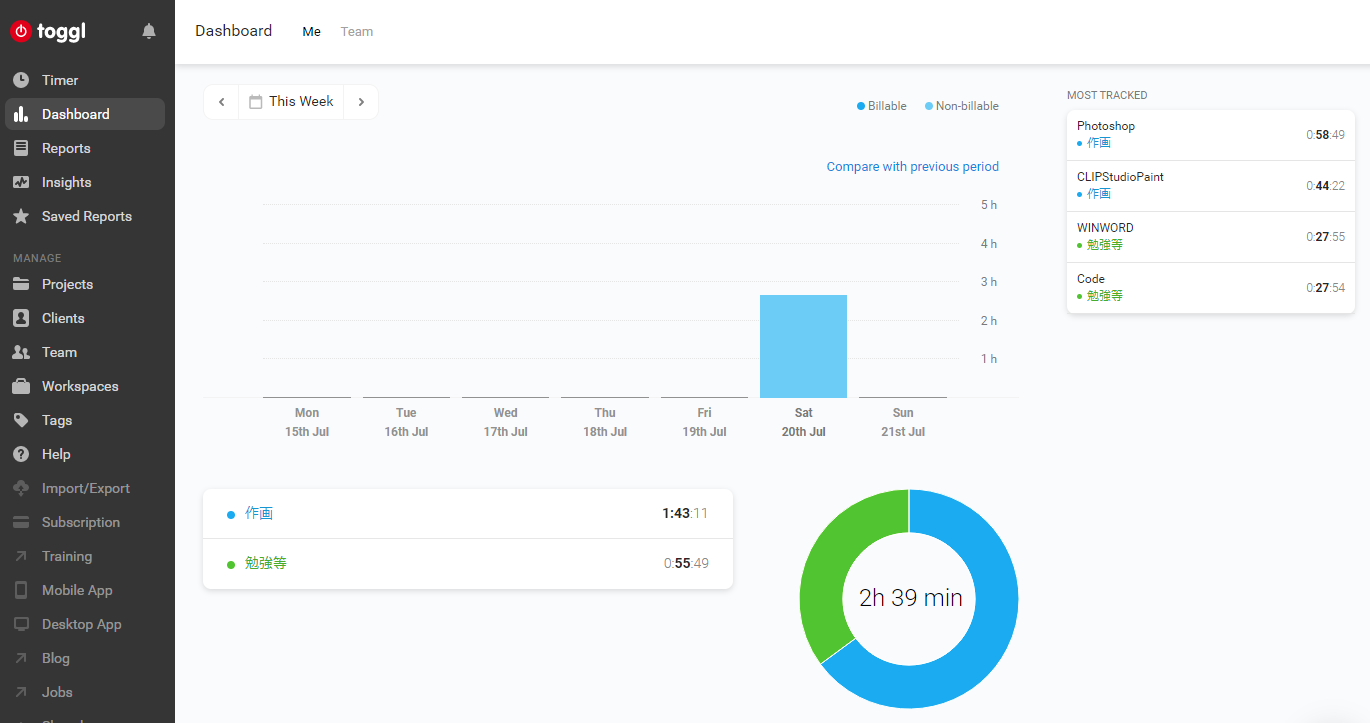 toggl
Timer
Dashboard
Reports
Insights
Saved Reports
MANAGE
Projects
Clients
Team
Workspaces
Tags
Help
Import/Export
Subscription
Training
Mobile App
Desktop App
Blog
Jobs
Dashboard Me Team
This Week
Billable Non-billable
Compare with previous period
5 h
4 h
3 h
2 h
1 h
Mon Tue Wed Thu Fri Sat Sun
15th Jul 16th Jul 17th Jul 18th Jul 19th Jul 20th Jul 21st Jul
作画 1:43:11
勉強等 0:55:49
2h 39 min
MOST TRACKED
Photoshop
作画 0:58:49
CLIPStudioPaint
作画 0:44:22
WINWORD
勉強等 0:27:55
Code
勉強等 0:27:54